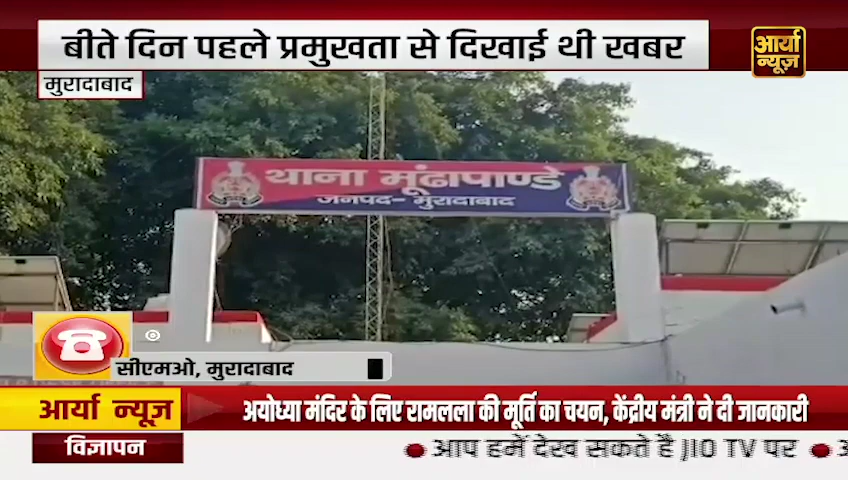 बीते दिन पहले प्रमुखता से दिखाई थी खबर
आर्या
न्यूज़
मुरादाबाद
थाना मूंढापाण्डे
जनपद- मुरादाबाद
सीएमओ, मुरादाबाद
आर्या न्यूज़
अयोध्या मंदिर के लिए रामलला की मूर्ति का चयन, केंद्रीय मंत्री ने दी जानकारी
विज्ञापन
आप हमें देख सकते है JIO TV पर